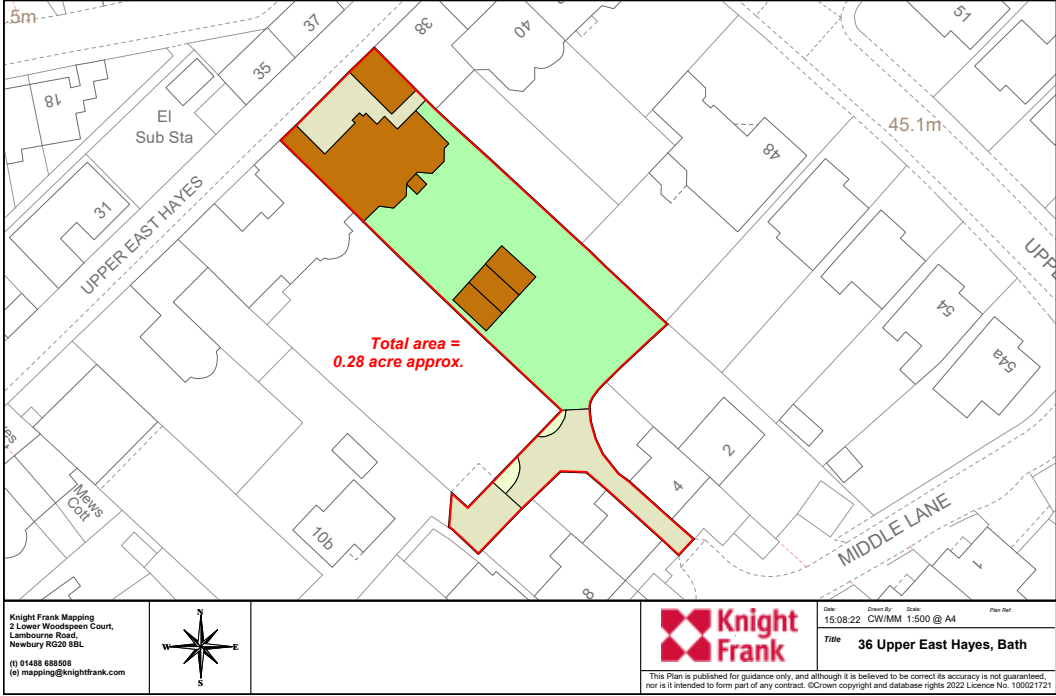 5m
37
38
40
51
35
18
El
Sub Sta
45.1m
48
31
UPPER EAST HAYES
54
54a
Total area =
0.28 acre approx.
2
4
Mews
Cott
10b
8
MIDDLE LANE
1
Knight Frank Mapping
2 Lower Woodspeen Court,
Lambourne Road,
Newbury RG20 8BL
(t) 01488 688508
(e) mapping@knightfrank.com
N
W E
S
Knight
Frank
Date: Drawn By: Scale: Plan Ref:
15:08:22 CW/MM 1:500 @ A4
Title 36 Upper East Hayes, Bath
This Plan is published for guidance only, and although it is believed to be correct its accuracy is not guaranteed,
nor is it intended to form part of any contract. ©Crown copyright and database rights 2022 Licence No. 100021721